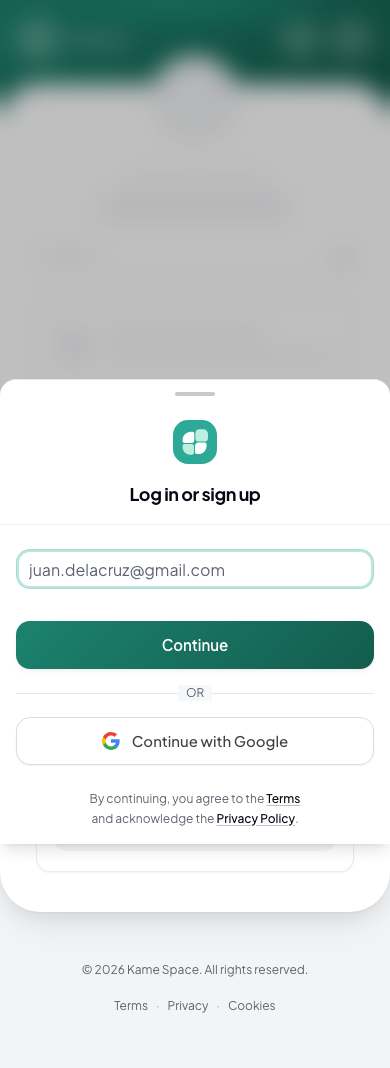 Log in or sign up
juan.delacruz@gmail.com
Continue
OR
Continue with Google
By continuing, you agree to the Terms
and acknowledge the Privacy Policy.
© 2026 Kame Space. All rights reserved.
Terms · Privacy · Cookies